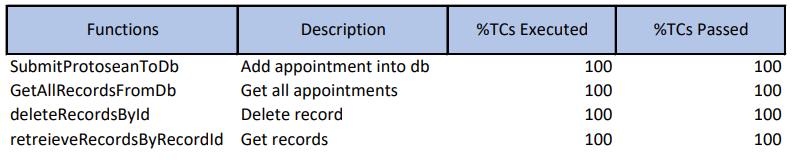 Functions Description %TCs Executed %TCs Passed
SubmitProtoseanToDb Add appointment into db 100 100
GetAllRecordsFromDb Get all appointments 100 100
deleteRecordsById Delete record 100 100
retreieveRecordsByRecordId Get records 100 100